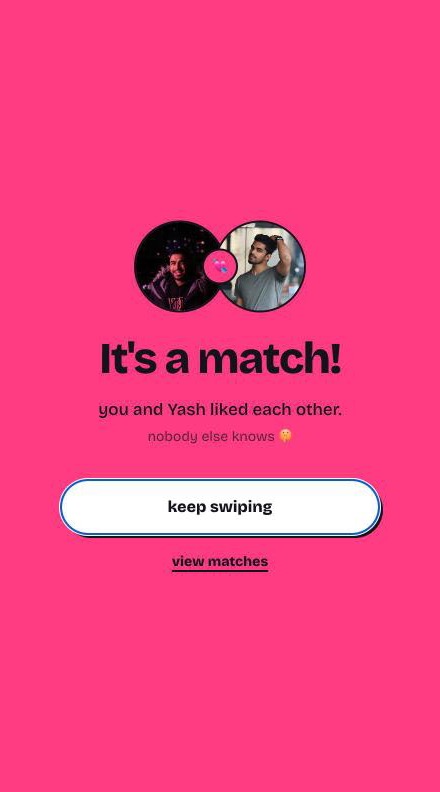 It's a match!
you and Yash liked each other.
nobody else knows 🤫
keep swiping
view matches